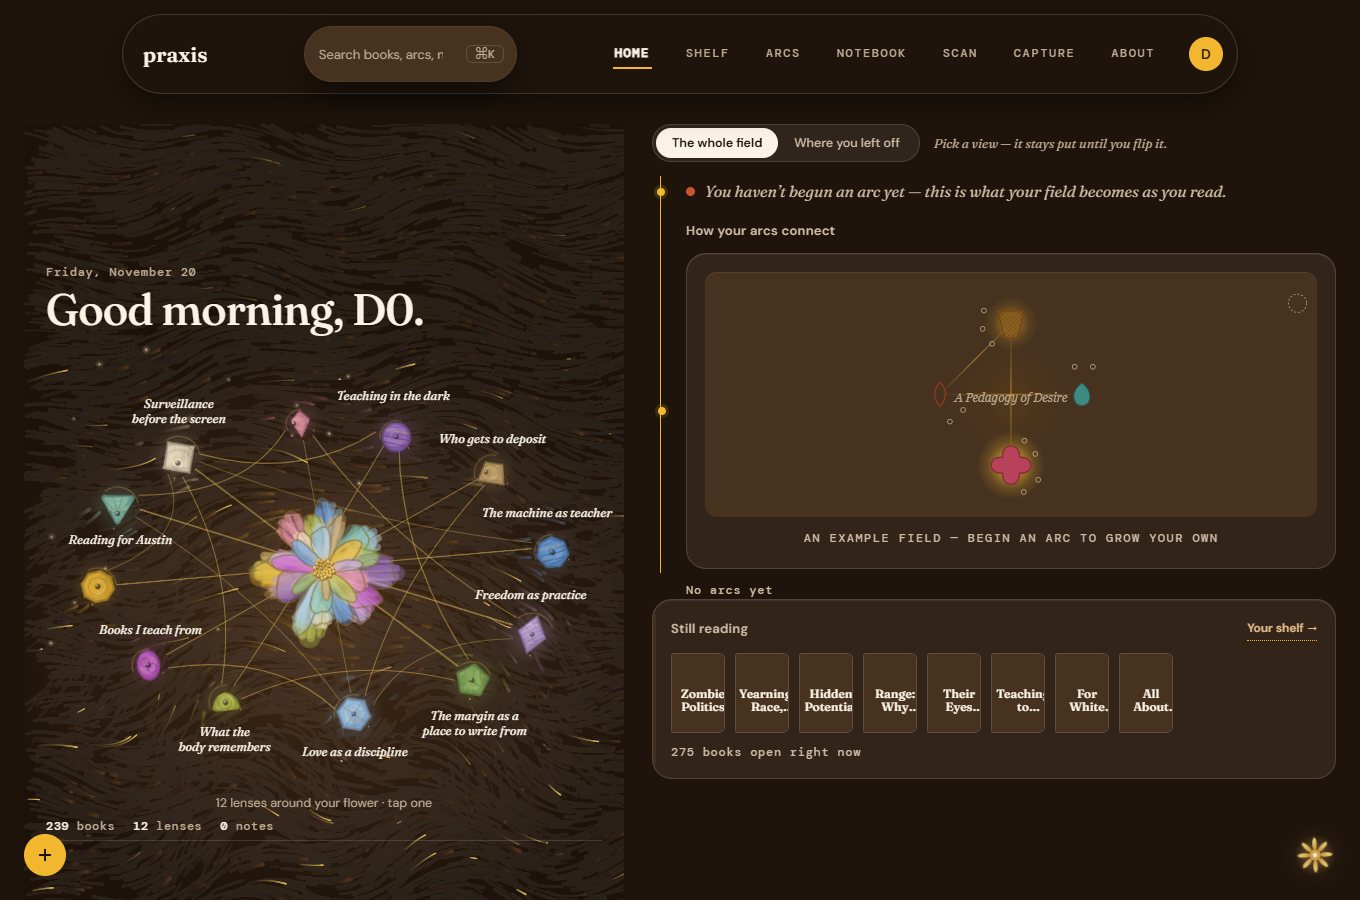 praxis
Search books, arcs, n
⌘K
HOME
SHELF
ARCS
NOTEBOOK
SCAN
CAPTURE
ABOUT
D
Friday, November 20
Good morning, D0.
Teaching in the dark
Surveillance
before the screen
Who gets to deposit
The machine as teacher
Reading for Austin
Freedom as practice
Books I teach from
The margin as a
place to write from
What the
body remembers
Love as a discipline
12 lenses around your flower · tap one
239 books 12 lenses 0 notes
+
The whole field
Where you left off
Pick a view — it stays put until you flip it.
You haven’t begun an arc yet — this is what your field becomes as you read.
How your arcs connect
A Pedagogy of Desire
AN EXAMPLE FIELD — BEGIN AN ARC TO GROW YOUR OWN
No arcs yet
Still reading
Your shelf →
Zombie
Politics
Yearning
Race,..
Hidden
Potentia
Range:
Why..
Their
Eyes..
Teaching
to...
For
White.
All
About.
275 books open right now